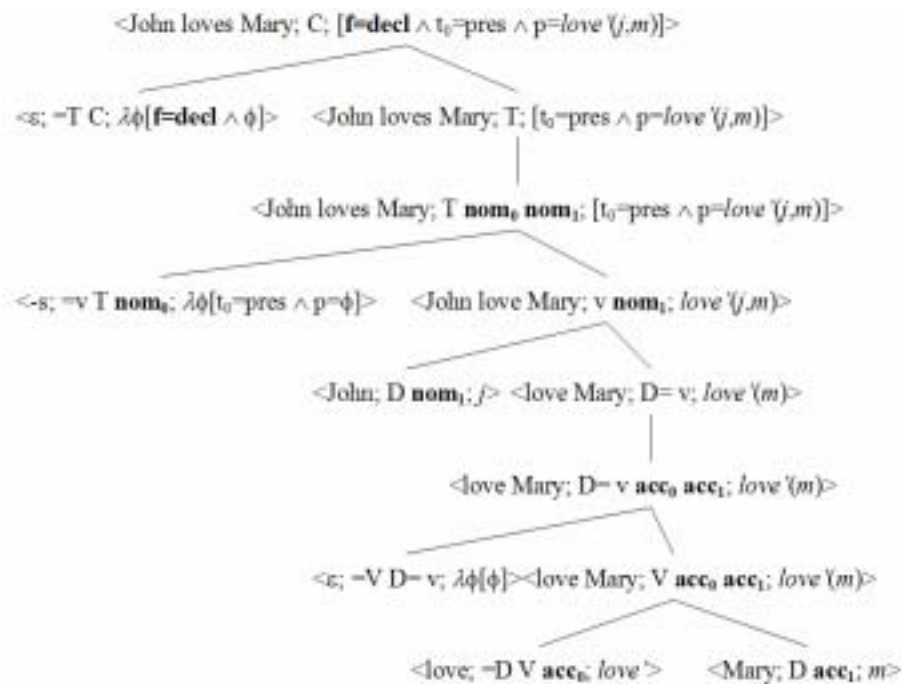 <John loves Mary; C; [f=decl ∧ t₀=pres ∧ p=love'(j,m)]>
<ε; =T C; λϕ[f=decl ∧ ϕ]> <John loves Mary; T; [t₀=pres ∧ p=love'(j,m)]>
<John loves Mary; T nom₀ nom₁; [t₀=pres ∧ p=love'(j,m)]>
<-s; =v T nom₀; λϕ[t₀=pres ∧ p=ϕ]> <John love Mary; v nom₁; love'(j,m)>
<John; D nom₁; j> <love Mary; D= v; love'(m)>
<love Mary; D= v acc₀ acc₁; love'(m)>
<ε; =V D= v; λϕ[ϕ]><love Mary; V acc₀ acc₁; love'(m)>
<love; =D V acc₀; love'> <Mary; D acc₁; m>